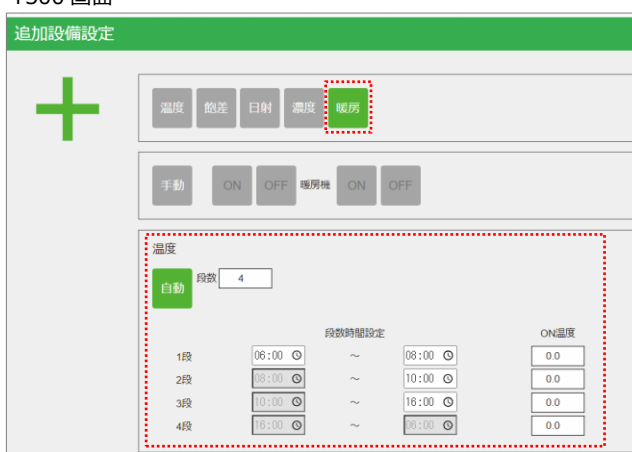 追加設備設定
温度 飽差 日射 濃度 暖房
手動 ON OFF 暖房機 ON OFF
温度
自動 段数 4
段数時間設定 ON温度
1段 06:00 ～ 08:00 0.0
2段 08:00 ～ 10:00 0.0
3段 10:00 ～ 16:00 0.0
4段 16:00 ～ 06:00 0.0